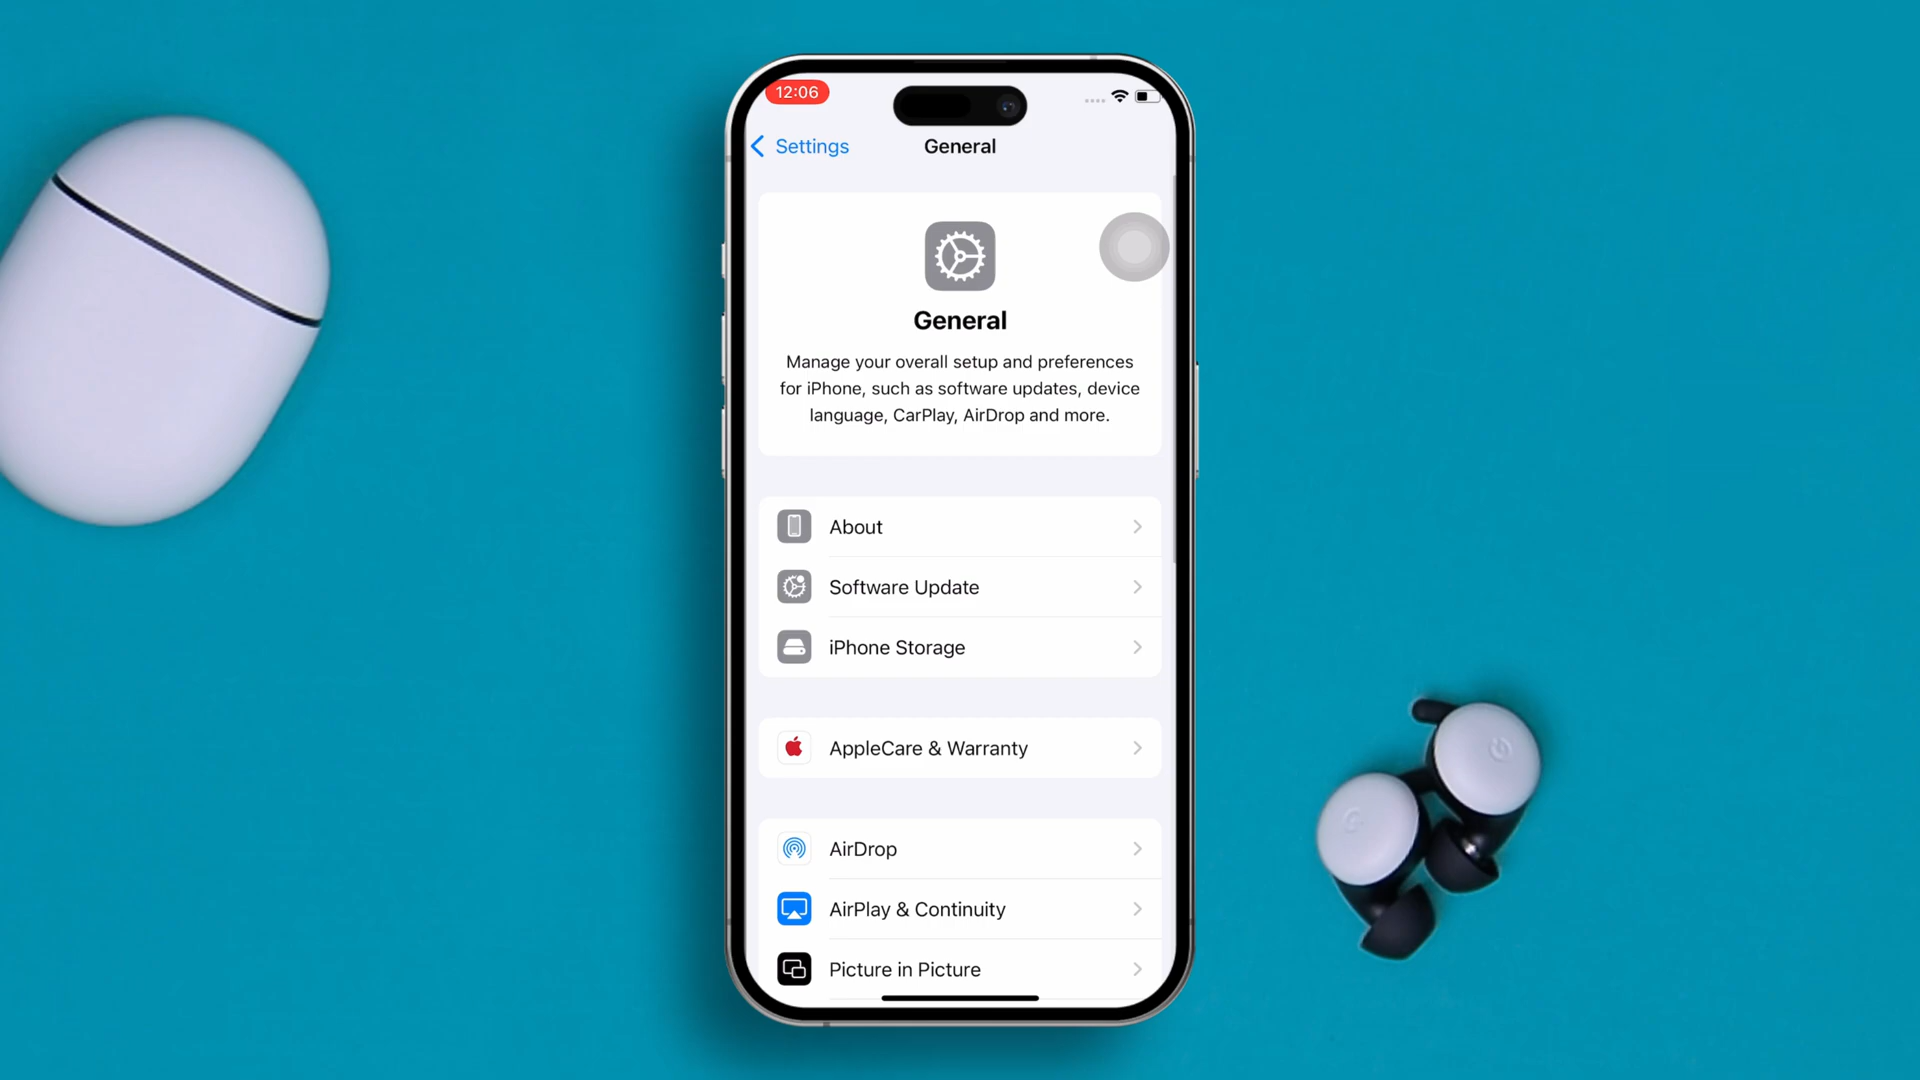 12:06
Settings
General
General
Manage your overall setup and preferences
for iPhone, such as software updates, device
language, CarPlay, AirDrop and more.
About
Software Update
iPhone Storage
AppleCare & Warranty
AirDrop
AirPlay & Continuity
Picture in Picture